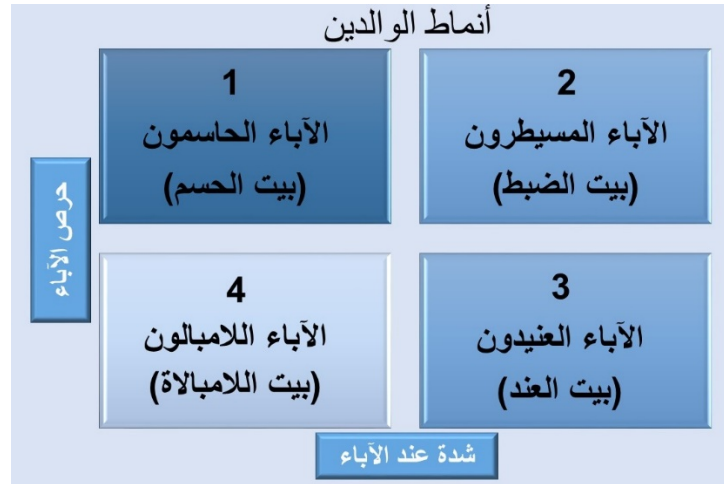 أنماط الوالدين
1
الآباء الحاسمون
(بيت الحسم)
2
الآباء المسيطرون
(بيت الضبط)
حرص الآباء
4
الآباء اللامبالون
(بيت اللامبالاة)
3
الآباء العنيدون
(بيت العند)
شدة عند الآباء